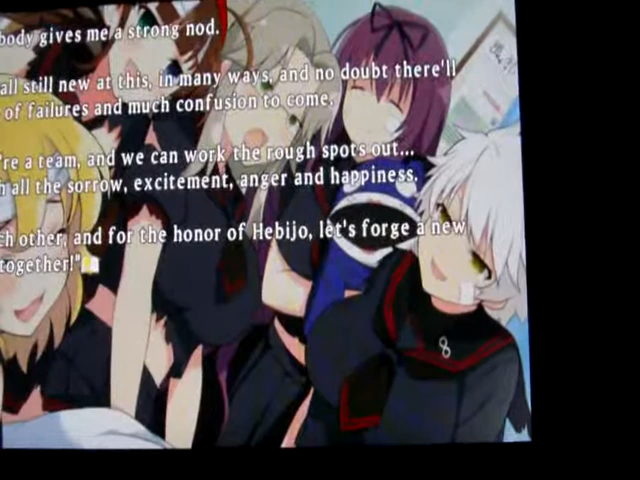 body gives me a strong nod.
all still new at this, in many ways, and no doubt there'll
of failures and much confusion to come.
're a team, and we can work the rough spots out...
h all the sorrow, excitement, anger and happiness.
ch other, and for the honor of Hebijo, let's forge a new
together!"
8